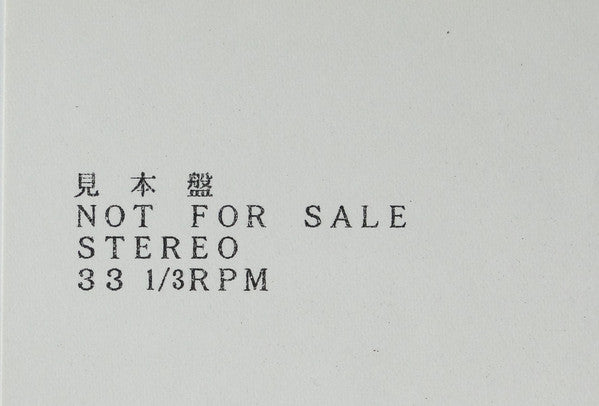 見本盤
NOT FOR SALE
STEREO
33 1/3RPM